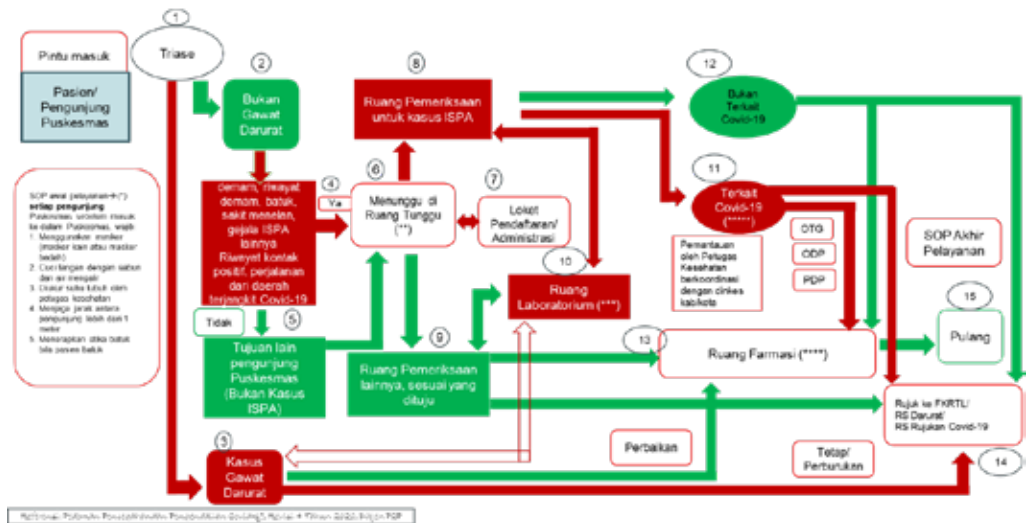 1
Pintu masuk
Triase
Pasien/
Pengunjung
Puskesmas
2
Bukan
Gawat
Darurat
8
Ruang Pemeriksaan
untuk kasus ISPA
12
Bukan
Terkait
Covid-19
SOP awal pelayanan (*)
setiap pengunjung
Puskesmas sebelum masuk
ke dalam Puskesmas, wajib
1. Menggunakan masker
(masker kain atau masker
bedah)
2. Cuci tangan dengan sabun
dan air mengalir
3. Diukur suhu tubuh oleh
petugas kesehatan
4. Menjaga jarak antara
pengunjung lebih dari 1
meter
5. Menerapkan etika batuk
bila pasien batuk
demam, riwayat
demam, batuk,
sakit menelan,
gejala ISPA
lainnya
Riwayat kontak
positif, perjalanan
dari daerah
terjangkit Covid-19
4
Ya
6
Menunggu di
Ruang Tunggu
(**)
7
Loket
Pendaftaran/
Administrasi
11
Terkait
Covid-19
(*****)
OTG
ODP
PDP
Pemantauan
oleh Petugas
Kesehatan
berkoordinasi
dengan dinkes
kab/kota
SOP Akhir
Pelayanan
10
Ruang
Laboratorium (***)
Tidak
5
Tujuan lain
pengunjung
Puskesmas
(Bukan Kasus
ISPA)
9
Ruang Pemeriksaan
lainnya, sesuai yang
dituju
13
Ruang Farmasi (****)
15
Pulang
Rujuk ke FKRTL/
RS Darurat/
RS Rujukan Covid-19
14
3
Kasus
Gawat
Darurat
Perbaikan
Tetap/
Perburukan